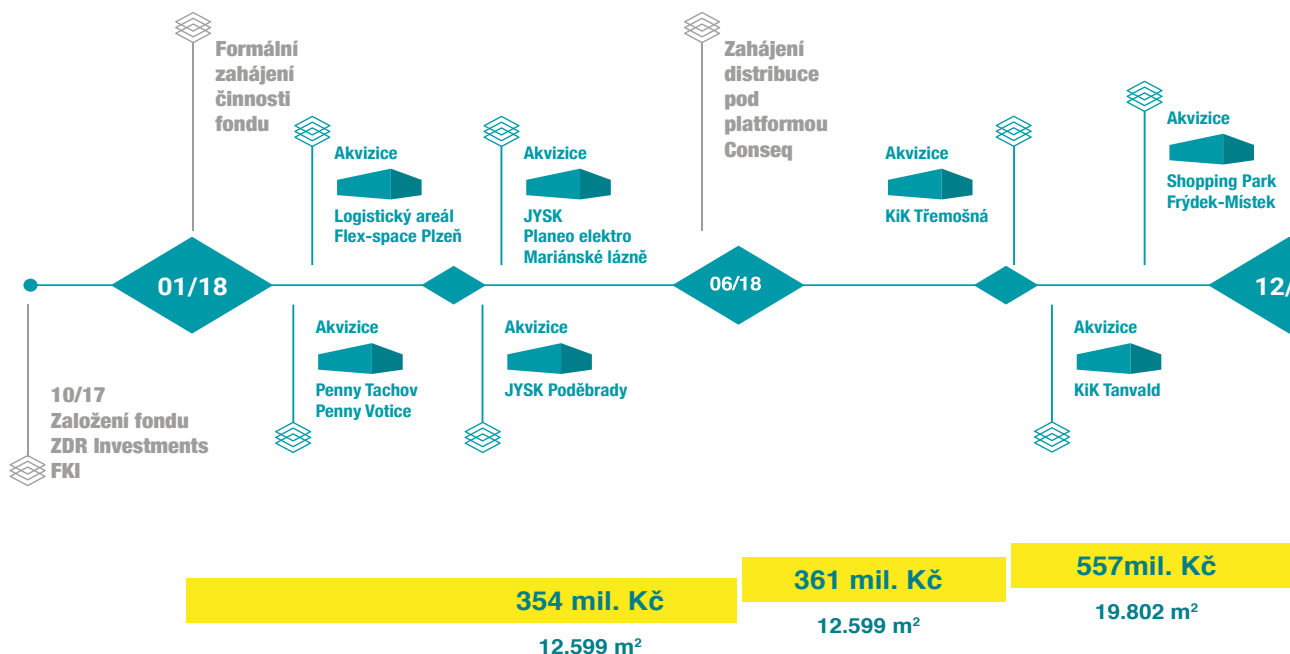 Formální
zahájení
činnosti
fondu
Zahájení
distribuce
pod
platformou
Conseq
Akvizice
Logistický areál
Flex-space Plzeň
Akvizice
JYSK
Planeo elektro
Mariánské lázně
Akvizice
KiK Třemošná
Akvizice
Shopping Park
Frýdek-Místek
01/18
06/18
12/
10/17
Založení fondu
ZDR Investments
FKI
Akvizice
Penny Tachov
Penny Votice
Akvizice
JYSK Poděbrady
Akvizice
KiK Tanvald
354 mil. Kč
12.599 m²
361 mil. Kč
12.599 m²
557mil. Kč
19.802 m²